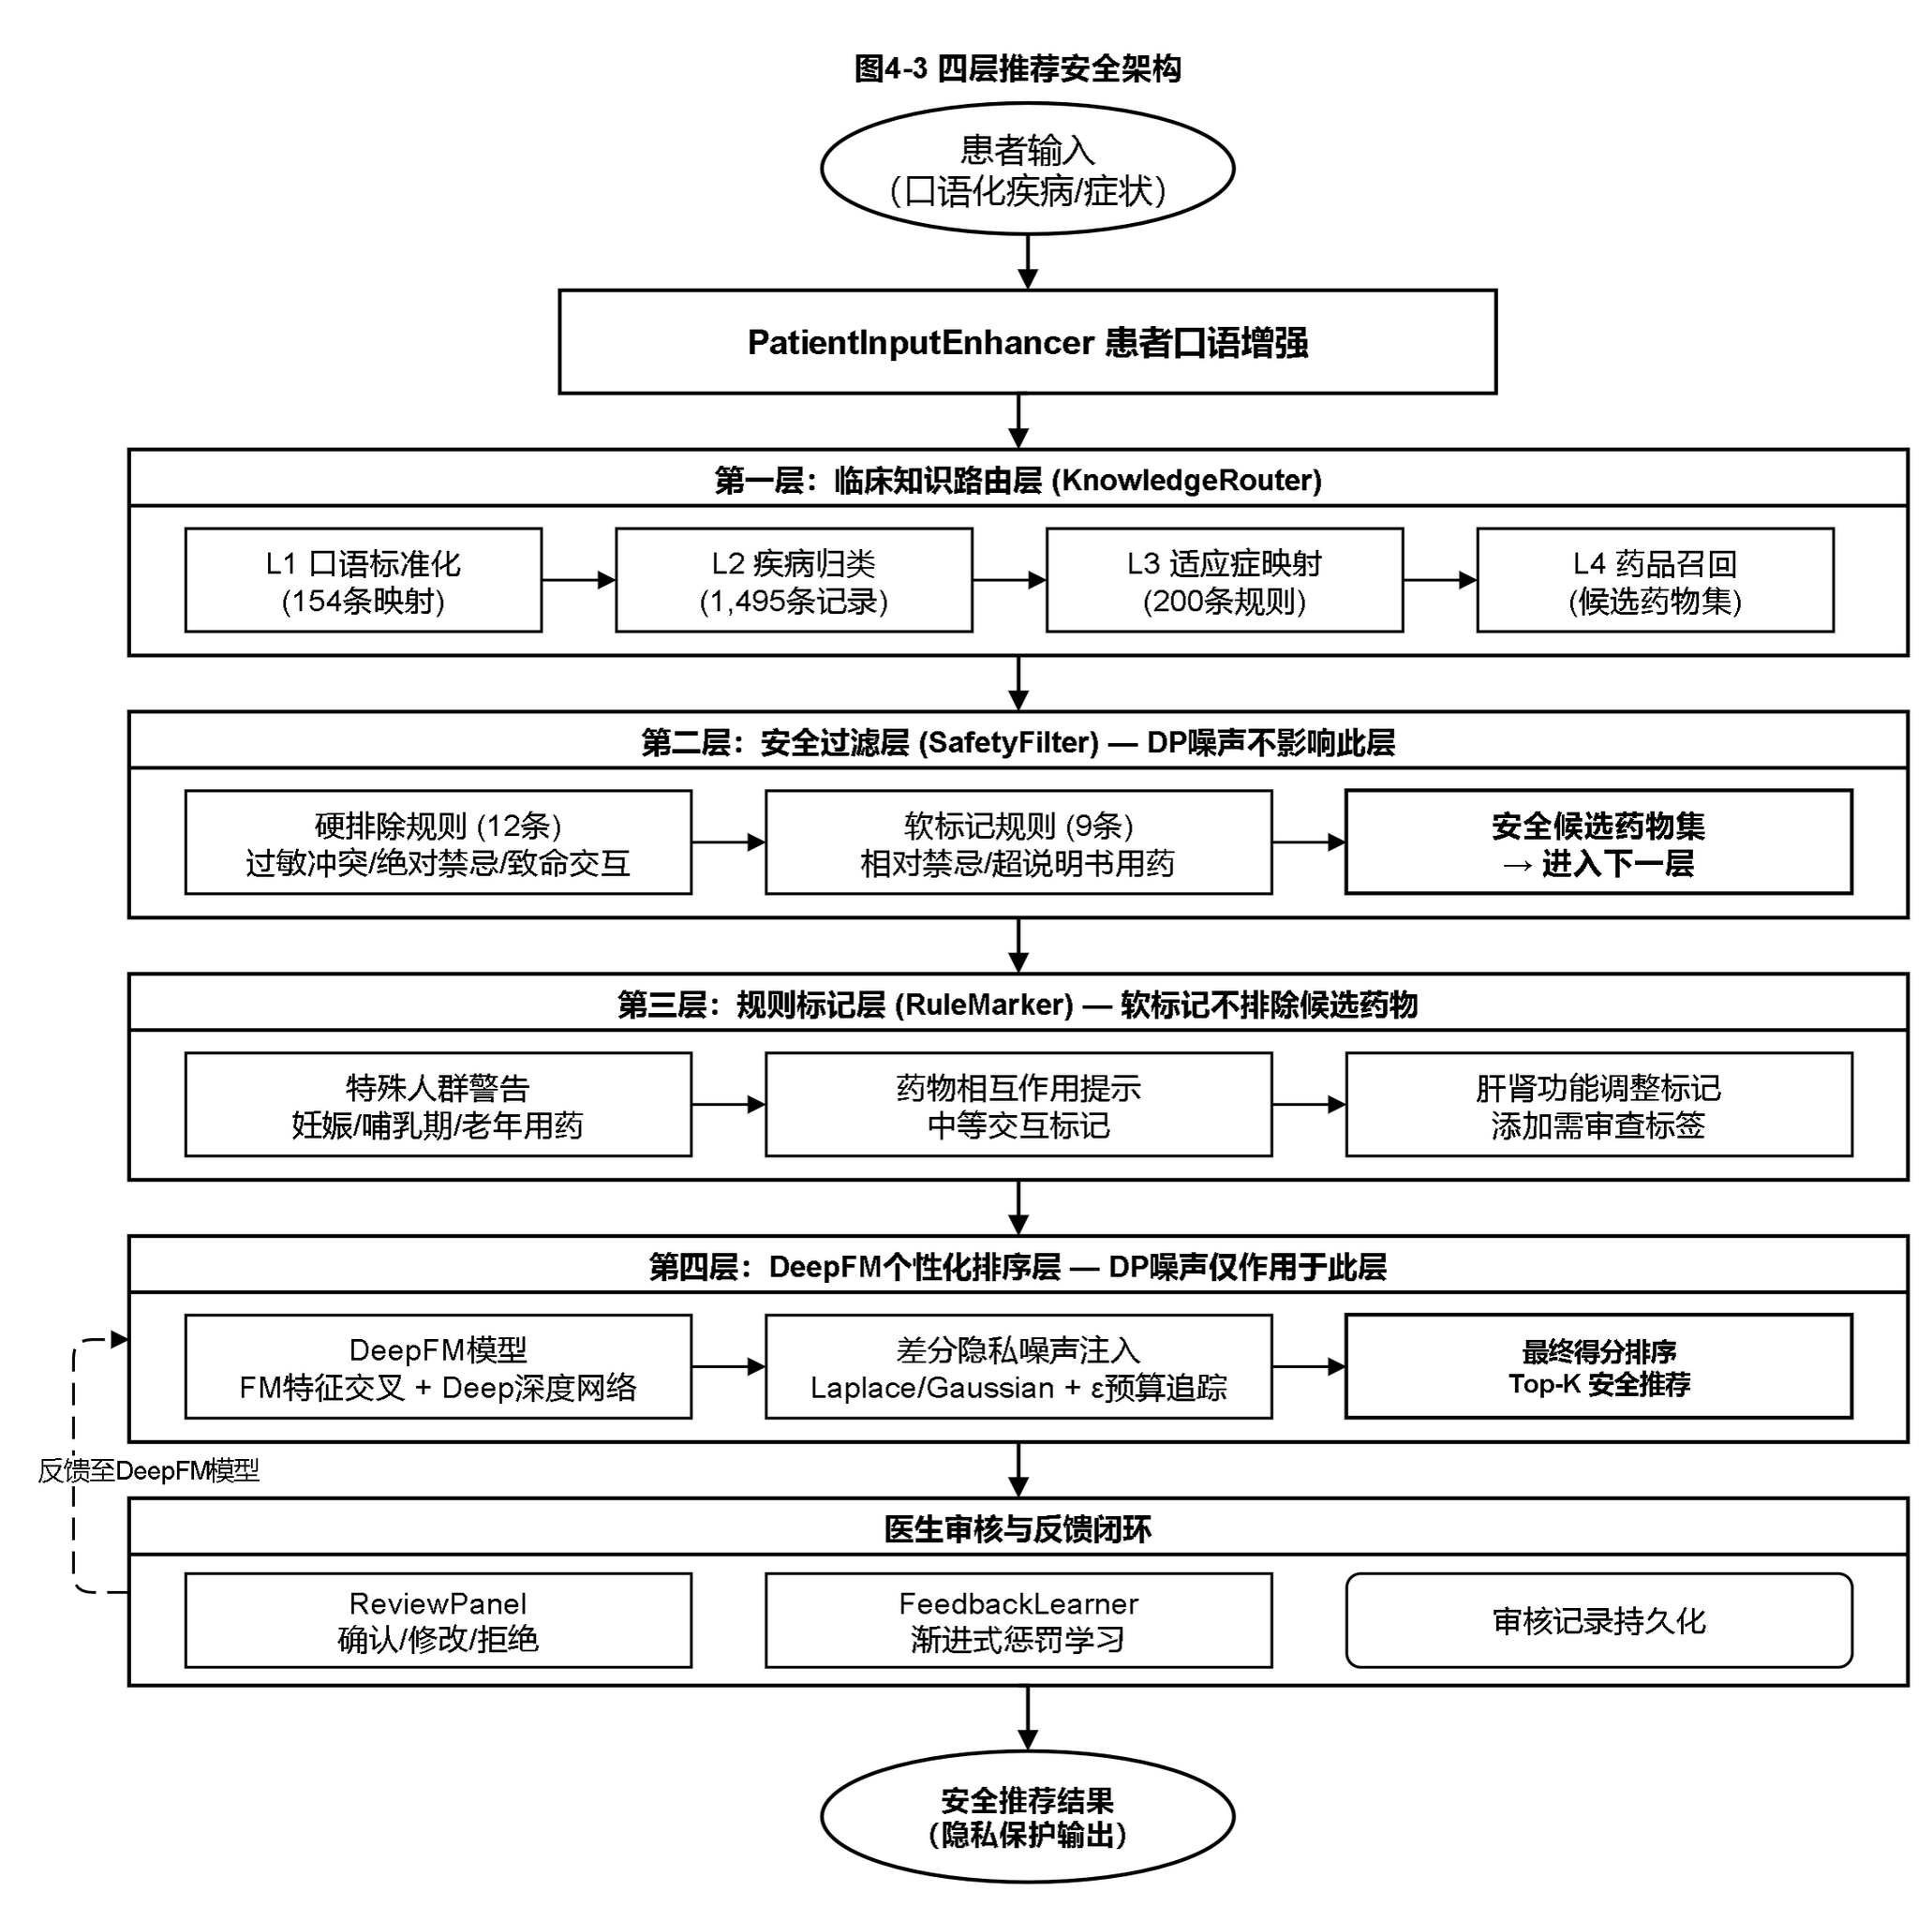 图4-3 四层推荐安全架构
患者输入
（口语化疾病/症状）
PatientInputEnhancer 患者口语增强
第一层：临床知识路由层 (KnowledgeRouter)
L1 口语标准化
(154条映射)
L2 疾病归类
(1,495条记录)
L3 适应症映射
(200条规则)
L4 药品召回
(候选药物集)
第二层：安全过滤层 (SafetyFilter) — DP噪声不影响此层
硬排除规则 (12条)
过敏冲突/绝对禁忌/致命交互
软标记规则 (9条)
相对禁忌/超说明书用药
安全候选药物集
→ 进入下一层
第三层：规则标记层 (RuleMarker) — 软标记不排除候选药物
特殊人群警告
妊娠/哺乳期/老年用药
药物相互作用提示
中等交互标记
肝肾功能调整标记
添加需审查标签
第四层：DeepFM个性化排序层 — DP噪声仅作用于此层
DeepFM模型
FM特征交叉 + Deep深度网络
差分隐私噪声注入
Laplace/Gaussian + ε预算追踪
最终得分排序
Top-K 安全推荐
反馈至DeepFM模型
医生审核与反馈闭环
ReviewPanel
确认/修改/拒绝
FeedbackLearner
渐进式惩罚学习
审核记录持久化
安全推荐结果
（隐私保护输出）